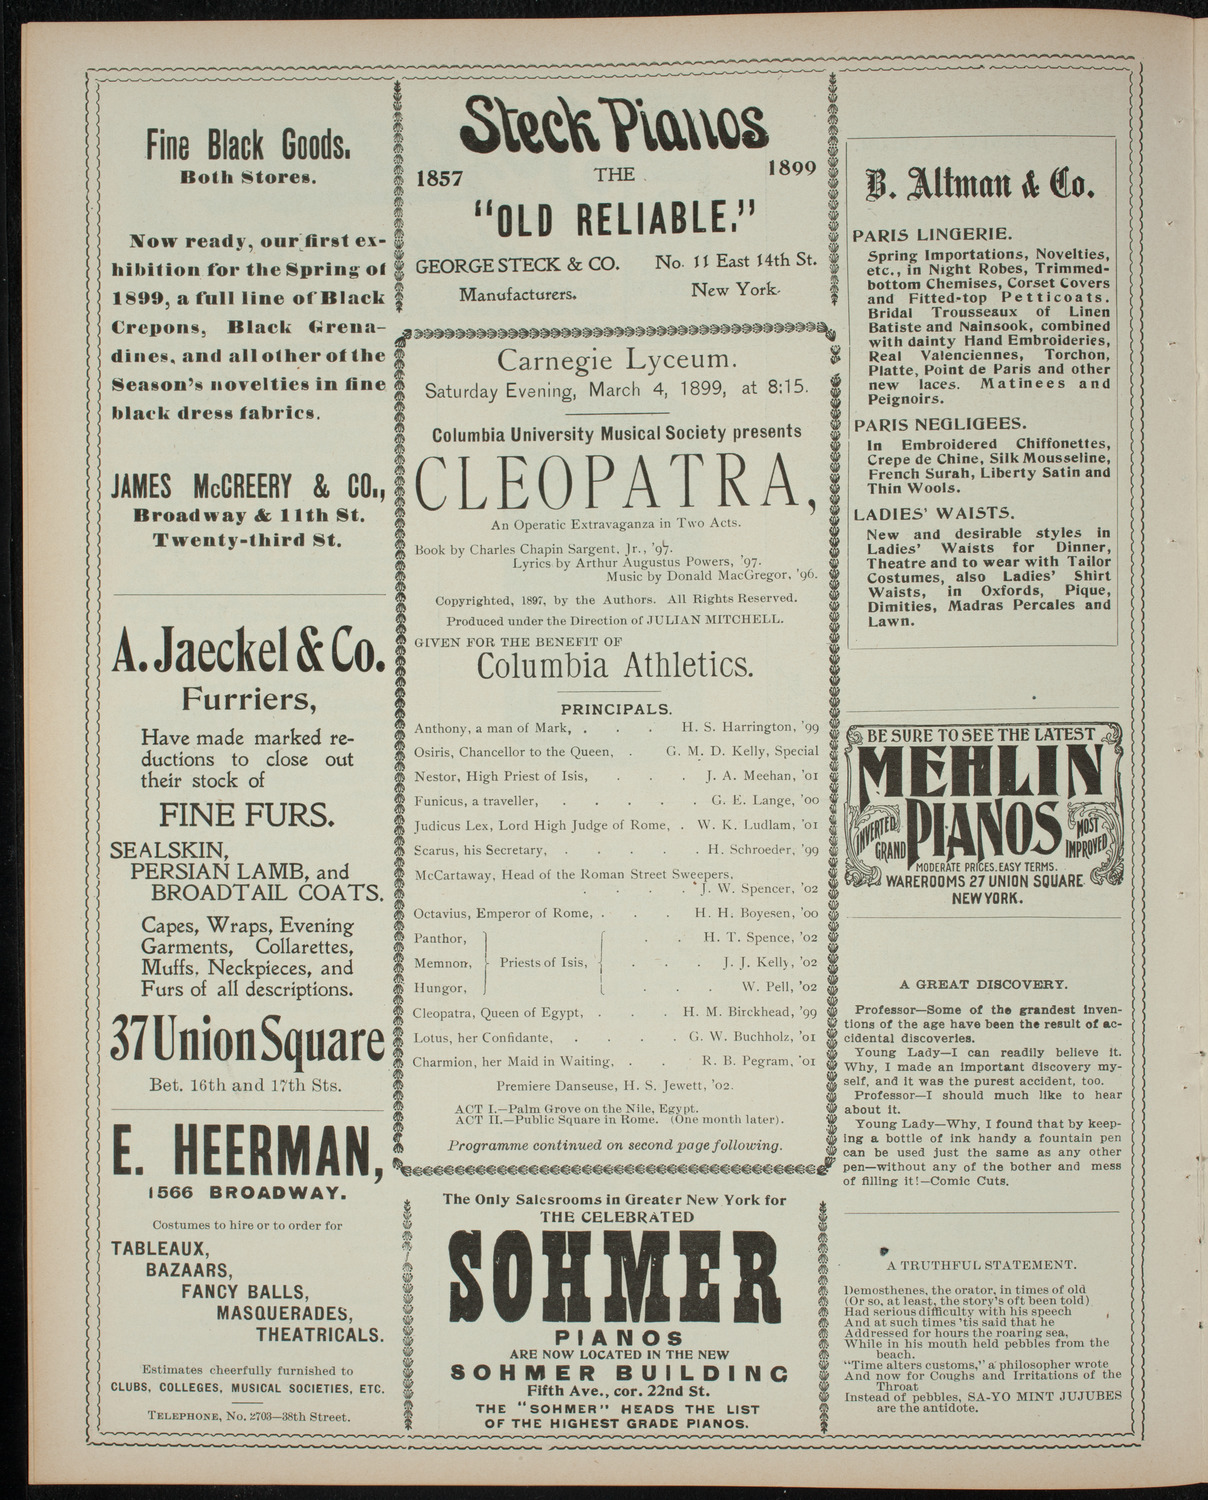 Fine Black Goods.
Both Stores.
Now ready, our first ex-
hibition for the Spring of
1899, a full line of Black
Crepons, Black Grena-
dines, and all other of the
Season's novelties in fine
black dress fabrics.
JAMES McCREERY & CO.,
Broadway & 11th St.
Twenty-third St.
A. Jaeckel & Co.
Furriers,
Have made marked re-
ductions to close out
their stock of
FINE FURS.
SEALSKIN,
PERSIAN LAMB, and
BROADTAIL COATS.
Capes, Wraps, Evening
Garments, Collarettes,
Muffs, Neckpieces, and
Furs of all descriptions.
37 Union Square
Bet. 16th and 17th Sts.
E. HEERMAN,
1566 BROADWAY.
Costumes to hire or to order for
TABLEAUX,
BAZAARS,
FANCY BALLS,
MASQUERADES,
THEATRICALS.
Estimates cheerfully furnished to
CLUBS, COLLEGES, MUSICAL SOCIETIES, ETC.
TELEPHONE, No. 2703—38th Street.
Steck Pianos
1857 THE 1899
"OLD RELIABLE."
GEORGE STECK & CO. No. 11 East 14th St.
Manufacturers. New York.
Carnegie Lyceum.
Saturday Evening, March 4, 1899, at 8:15.
Columbia University Musical Society presents
CLEOPATRA,
An Operatic Extravaganza in Two Acts.
Book by Charles Chapin Sargent, Jr., '97.
Lyrics by Arthur Augustus Powers, '97.
Music by Donald MacGregor, '96.
Copyrighted, 1897, by the Authors. All Rights Reserved.
Produced under the Direction of JULIAN MITCHELL.
GIVEN FOR THE BENEFIT OF
Columbia Athletics.
PRINCIPALS.
Anthony, a man of Mark, . . . H. S. Harrington, '99
Osiris, Chancellor to the Queen, . G. M. D. Kelly, Special
Nestor, High Priest of Isis, . . . J. A. Meehan, '01
Funicus, a traveller, . . . . . G. E. Lange, '00
Judicus Lex, Lord High Judge of Rome, . W. K. Ludlam, '01
Scarus, his Secretary, . . . . . H. Schroeder, '99
McCartaway, Head of the Roman Street Sweepers,
. . . . . J. W. Spencer, '02
Octavius, Emperor of Rome, . . . H. H. Boyesen, '00
Panthor, . . H. T. Spence, '02
Memnon, Priests of Isis, . . . J. J. Kelly, '02
Hungor, . . . W. Pell, '02
Cleopatra, Queen of Egypt, . . . H. M. Birckhead, '99
Lotus, her Confidante, . . . . G. W. Buchholz, '01
Charmion, her Maid in Waiting, . . R. B. Pegram, '01
Premiere Danseuse, H. S. Jewett, '02.
ACT I.—Palm Grove on the Nile, Egypt.
ACT II.—Public Square in Rome. (One month later).
Programme continued on second page following.
The Only Salesrooms in Greater New York for
THE CELEBRATED
SOHMER
PIANOS
ARE NOW LOCATED IN THE NEW
SOHMER BUILDING
Fifth Ave., cor. 22nd St.
THE "SOHMER" HEADS THE LIST
OF THE HIGHEST GRADE PIANOS.
B. Altman & Co.
PARIS LINGERIE.
Spring Importations, Novelties,
etc., in Night Robes, Trimmed-
bottom Chemises, Corset Covers
and Fitted-top Petticoats.
Bridal Trousseaux of Linen
Batiste and Nainsook, combined
with dainty Hand Embroideries,
Real Valenciennes, Torchon,
Platte, Point de Paris and other
new laces. Matinees and
Peignoirs.
PARIS NEGLIGEES.
In Embroidered Chiffonettes,
Crepe de Chine, Silk Mousseline,
French Surah, Liberty Satin and
Thin Wools.
LADIES' WAISTS.
New and desirable styles in
Ladies' Waists for Dinner,
Theatre and to wear with Tailor
Costumes, also Ladies' Shirt
Waists, in Oxfords, Pique,
Dimities, Madras Percales and
Lawn.
BE SURE TO SEE THE LATEST
MEHLIN
INVERTED GRAND PIANOS MOST IMPROVED
MODERATE PRICES. EASY TERMS.
WAREROOMS 27 UNION SQUARE
NEW YORK.
A GREAT DISCOVERY.
Professor—Some of the grandest inven-
tions of the age have been the result of ac-
cidental discoveries.
Young Lady—I can readily believe it.
Why, I made an important discovery my-
self, and it was the purest accident, too.
Professor—I should much like to hear
about it.
Young Lady—Why, I found that by keep-
ing a bottle of ink handy a fountain pen
can be used just the same as any other
pen—without any of the bother and mess
of filling it!—Comic Cuts.
A TRUTHFUL STATEMENT.
Demosthenes, the orator, in times of old
(Or so, at least, the story's oft been told)
Had serious difficulty with his speech
And at such times 'tis said that he
Addressed for hours the roaring sea,
While in his mouth held pebbles from the
beach.
"Time alters customs," a philosopher wrote
And now for Coughs and Irritations of the
Throat
Instead of pebbles, SA-YO MINT JUJUBES
are the antidote.